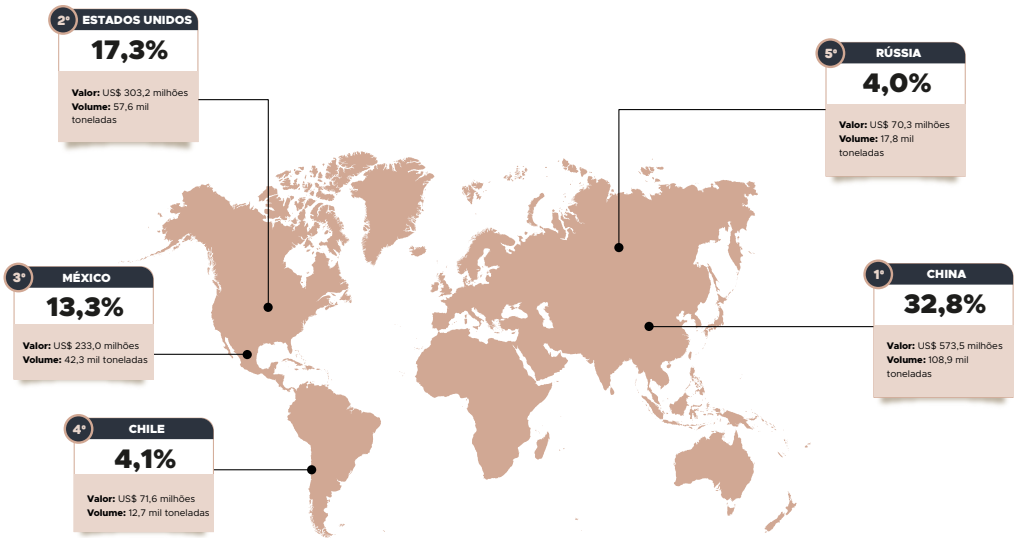 2º ESTADOS UNIDOS
17,3%
Valor: US$ 303,2 milhões
Volume: 57,6 mil
toneladas
5º RÚSSIA
4,0%
Valor: US$ 70,3 milhões
Volume: 17,8 mil
toneladas
3º MÉXICO
13,3%
Valor: US$ 233,0 milhões
Volume: 42,3 mil toneladas
1º CHINA
32,8%
Valor: US$ 573,5 milhões
Volume: 108,9 mil
toneladas
4º CHILE
4,1%
Valor: US$ 71,6 milhões
Volume: 12,7 mil toneladas